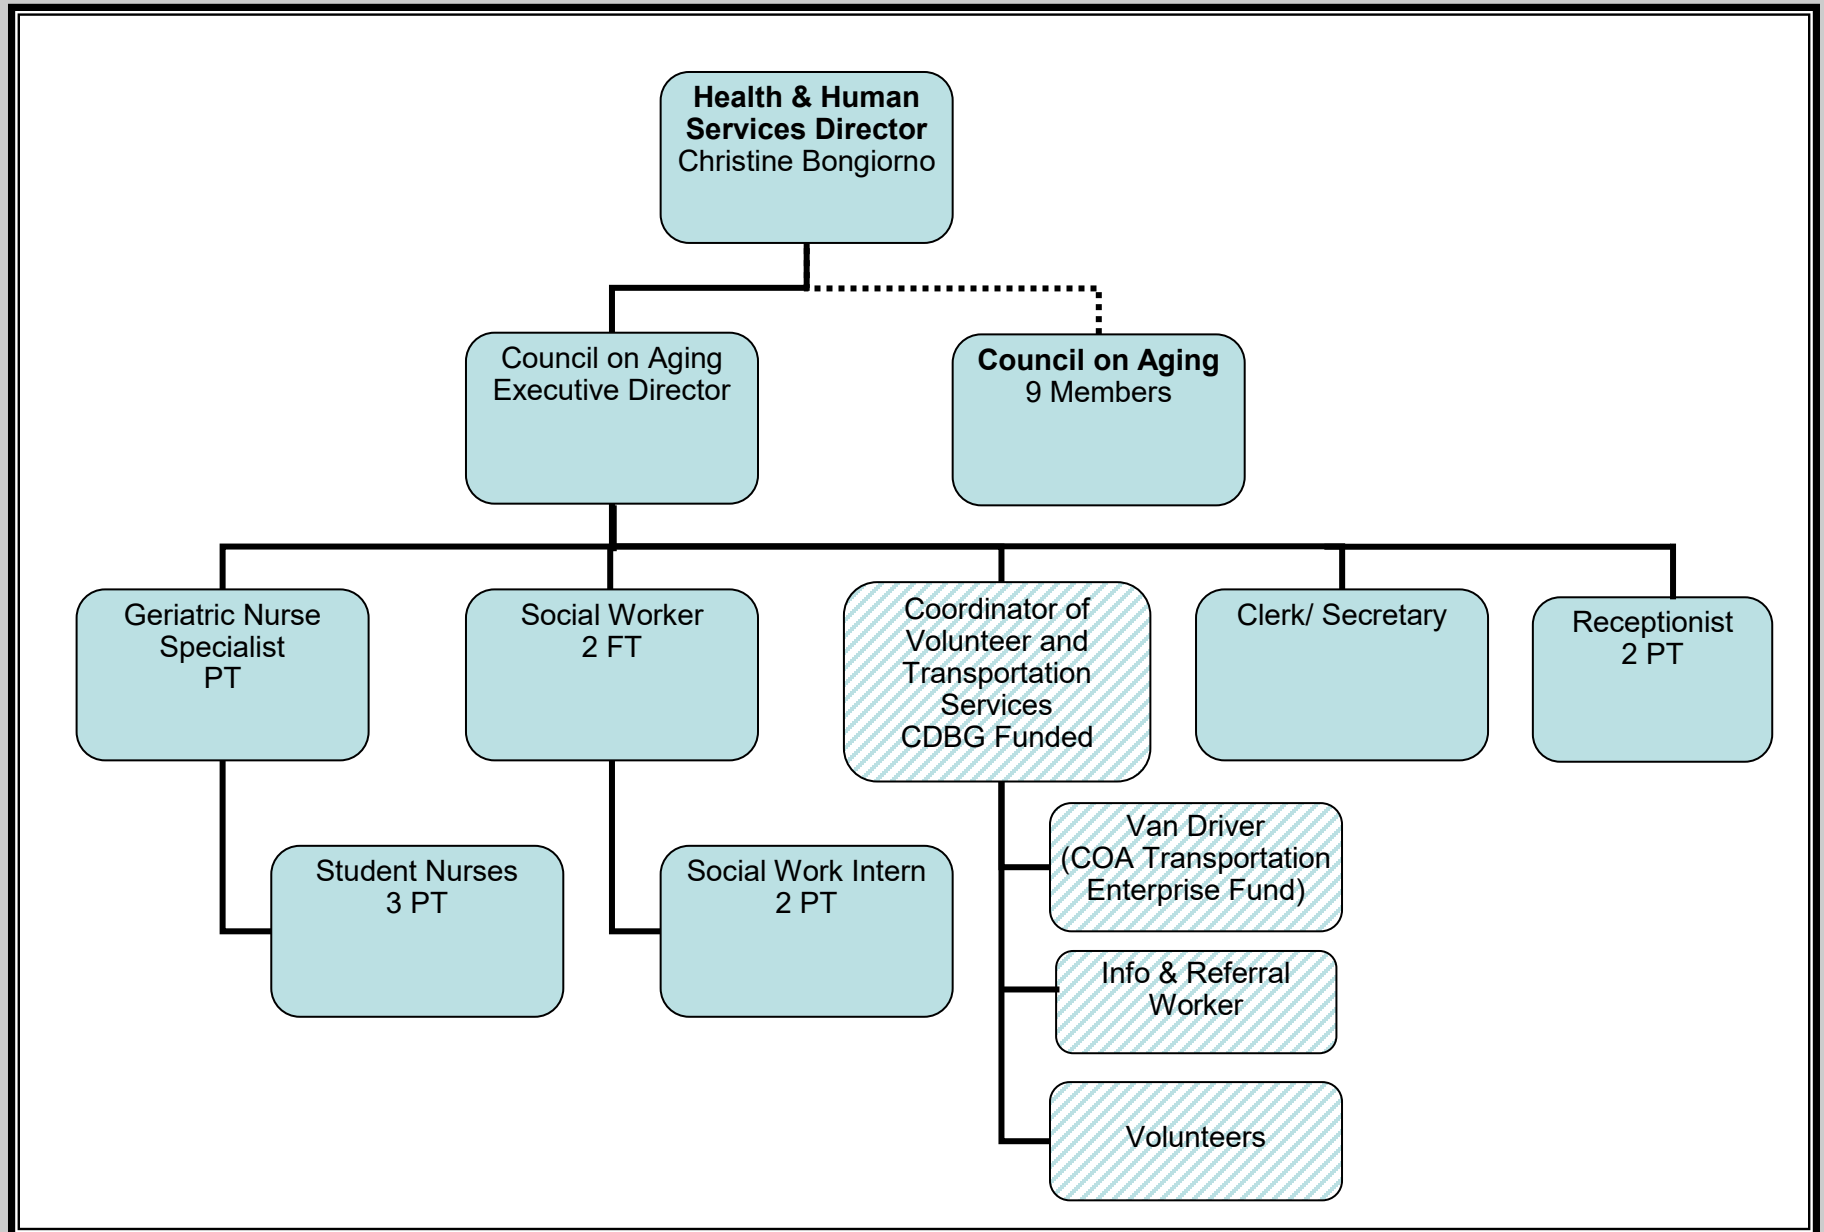 Health & Human
Services Director
Christine Bongiorno
Council on Aging
Executive Director
Council on Aging
9 Members
Geriatric Nurse
Specialist
PT
Social Worker
2 FT
Coordinator of
Volunteer and
Transportation
Services
CDBG Funded
Clerk/ Secretary
Receptionist
2 PT
Student Nurses
3 PT
Social Work Intern
2 PT
Van Driver
(COA Transportation
Enterprise Fund)
Info & Referral
Worker
Volunteers